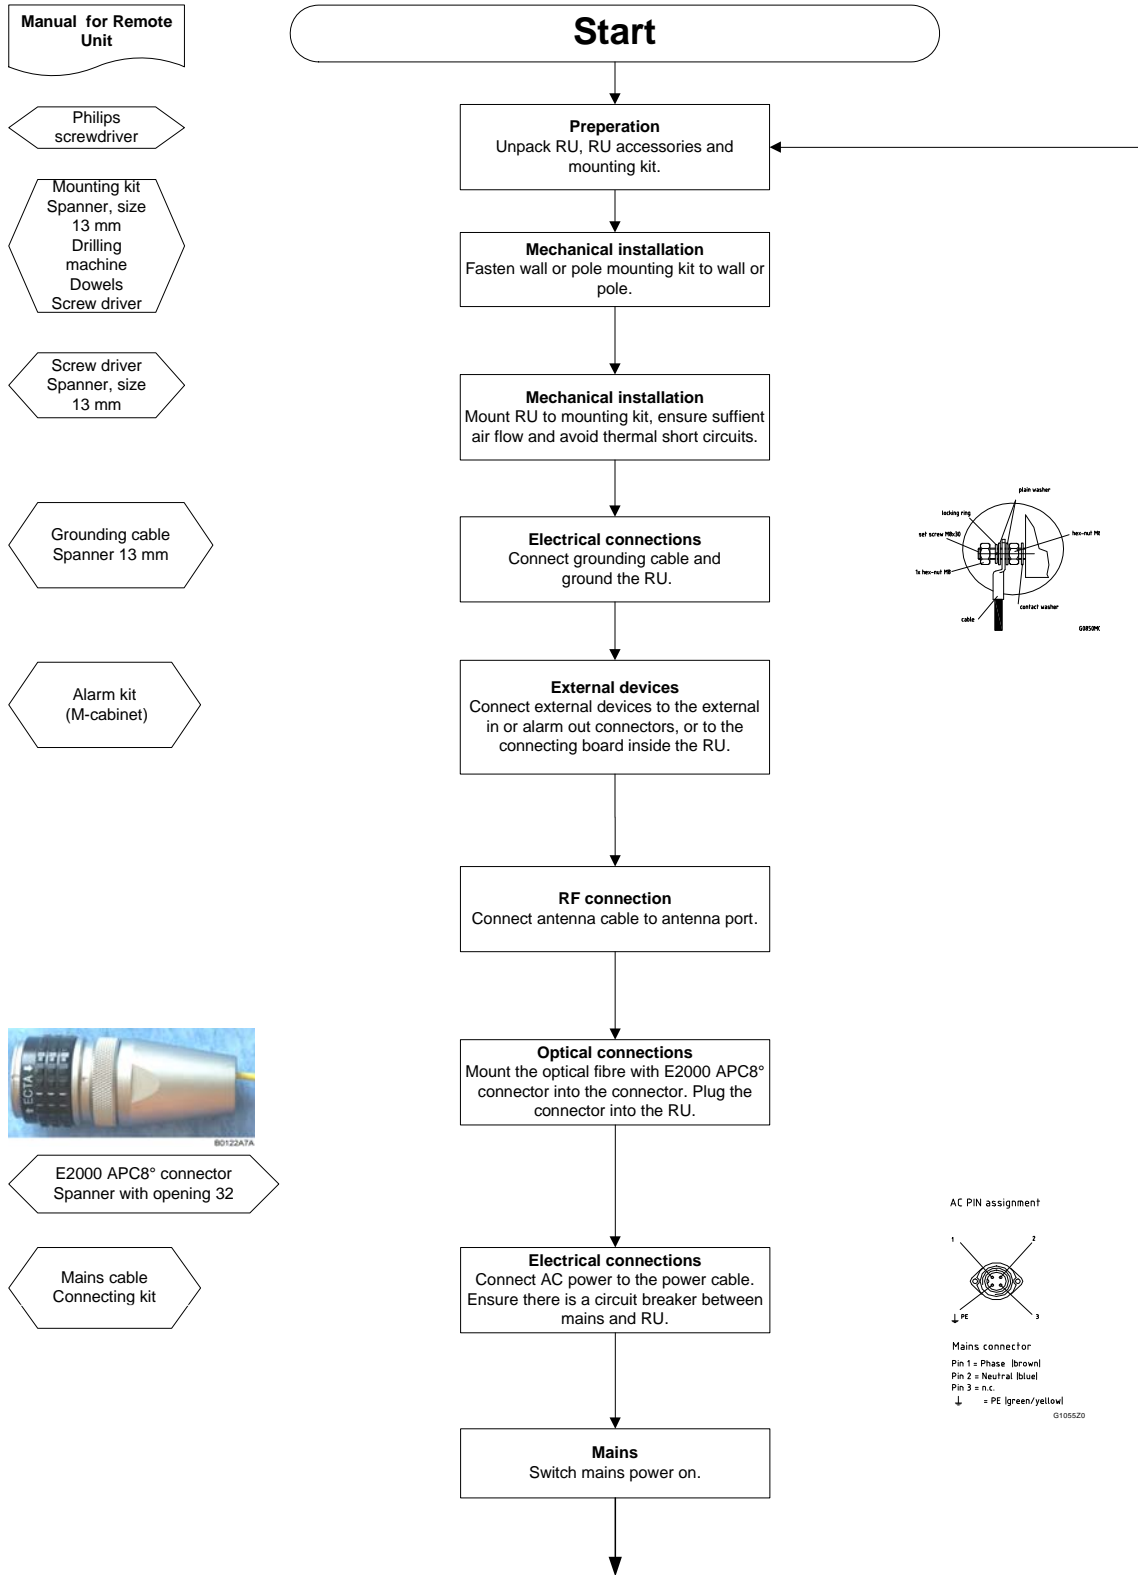 Manual for Remote
Unit
Start
Philips
screwdriver
Preperation
Unpack RU, RU accessories and
mounting kit.
Mounting kit
Spanner, size
13 mm
Drilling
machine
Dowels
Screw driver
Mechanical installation
Fasten wall or pole mounting kit to wall or
pole.
Screw driver
Spanner, size
13 mm
Mechanical installation
Mount RU to mounting kit, ensure suffient
air flow and avoid thermal short circuits.
Grounding cable
Spanner 13 mm
Electrical connections
Connect grounding cable and
ground the RU.
plain washer
locking ring
set screw M8x30
hex-nut M8
1x hex-nut M8
contact washer
cable
G0850MC
Alarm kit
(M-cabinet)
External devices
Connect external devices to the external
in or alarm out connectors, or to the
connecting board inside the RU.
RF connection
Connect antenna cable to antenna port.
ECTA
B0122A7A
Optical connections
Mount the optical fibre with E2000 APC8°
connector into the connector. Plug the
connector into the RU.
E2000 APC8° connector
Spanner with opening 32
Mains cable
Connecting kit
Electrical connections
Connect AC power to the power cable.
Ensure there is a circuit breaker between
mains and RU.
AC PIN assignment
1
2
PE
3
Mains connector
Pin 1 = Phase (brown)
Pin 2 = Neutral (blue)
Pin 3 = n.c.
= PE (green/yellow)
G1055Z0
Mains
Switch mains power on.